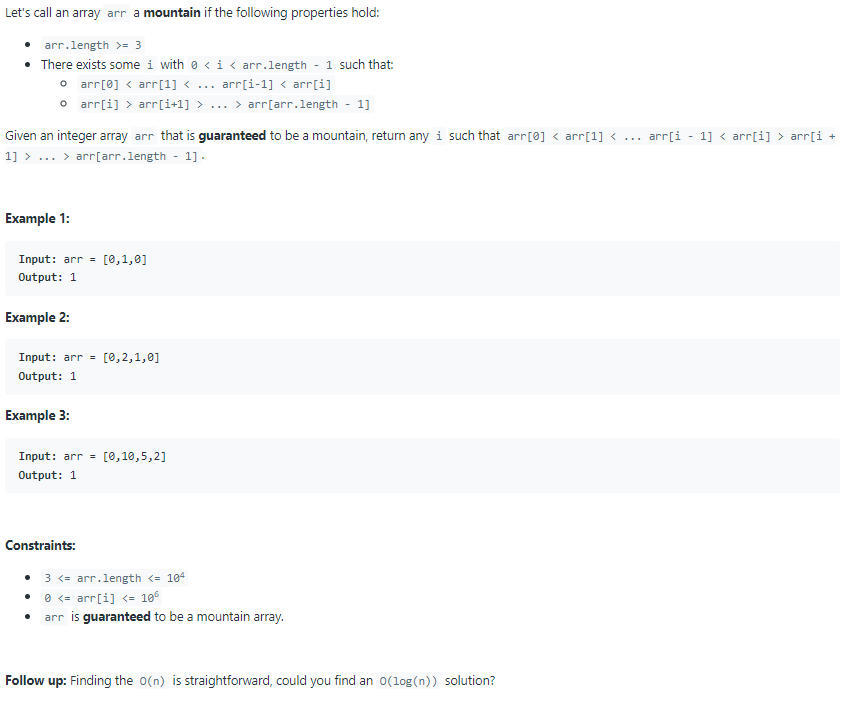 Let's call an array arr a mountain if the following properties hold:
• arr.length >= 3
• There exists some i with 0 < i < arr.length - 1 such that:
○ arr[0] < arr[1] < ... arr[i-1] < arr[i]
○ arr[i] > arr[i+1] > ... > arr[arr.length - 1]
Given an integer array arr that is guaranteed to be a mountain, return any i such that arr[0] < arr[1] < ... arr[i - 1] < arr[i] > arr[i +
1] > ... > arr[arr.length - 1].
Example 1:
Input: arr = [0,1,0]
Output: 1
Example 2:
Input: arr = [0,2,1,0]
Output: 1
Example 3:
Input: arr = [0,10,5,2]
Output: 1
Constraints:
• 3 <= arr.length <= 10⁴
• 0 <= arr[i] <= 10⁶
• arr is guaranteed to be a mountain array.
Follow up: Finding the O(n) is straightforward, could you find an O(log(n)) solution?